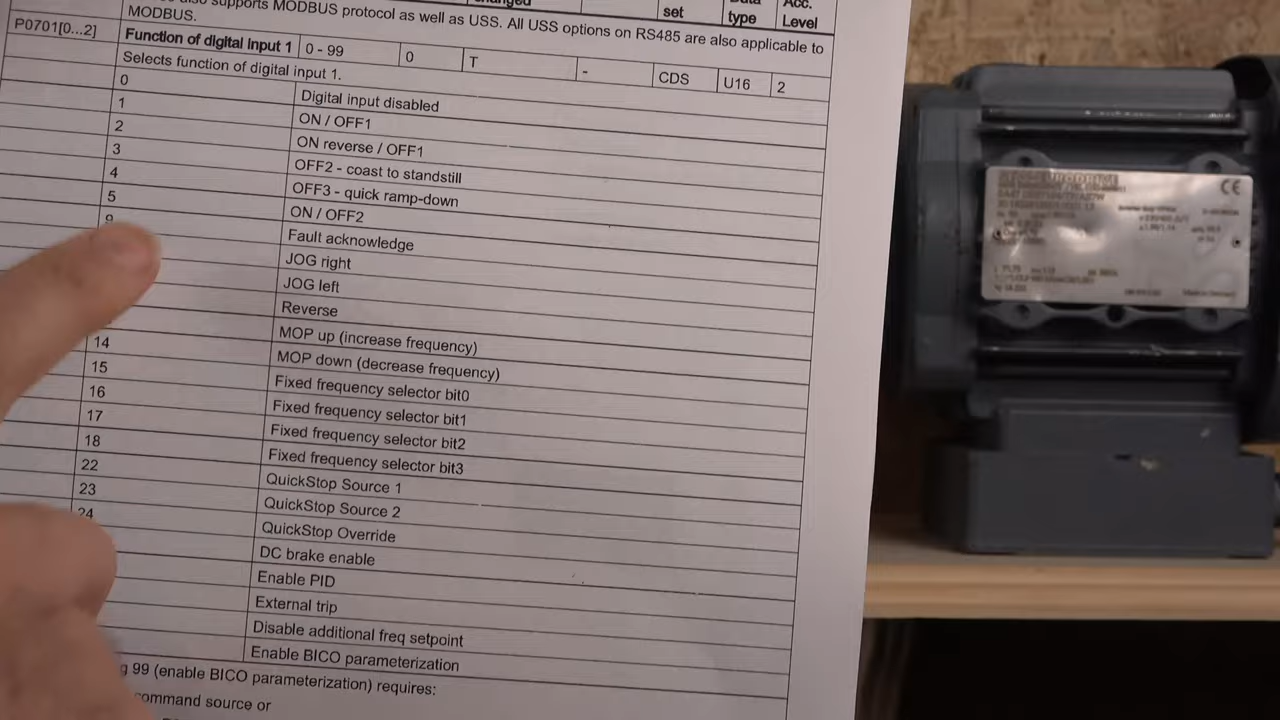 set type Acc. Level
also supports MODBUS protocol as well as USS. All USS options on RS485 are also applicable to
MODBUS.
P0701[0...2] Function of digital input 1 0 - 99 0 T - CDS U16 2
Selects function of digital input 1.
0 Digital input disabled
1 ON / OFF1
2 ON reverse / OFF1
3 OFF2 - coast to standstill
4 OFF3 - quick ramp-down
5 ON / OFF2
9 Fault acknowledge
JOG right
JOG left
Reverse
MOP up (increase frequency)
14 MOP down (decrease frequency)
15 Fixed frequency selector bit0
16 Fixed frequency selector bit1
17 Fixed frequency selector bit2
18 Fixed frequency selector bit3
22 QuickStop Source 1
23 QuickStop Source 2
24 QuickStop Override
DC brake enable
Enable PID
External trip
Disable additional freq setpoint
Enable BICO parameterization
99 (enable BICO parameterization) requires:
command source or
CE